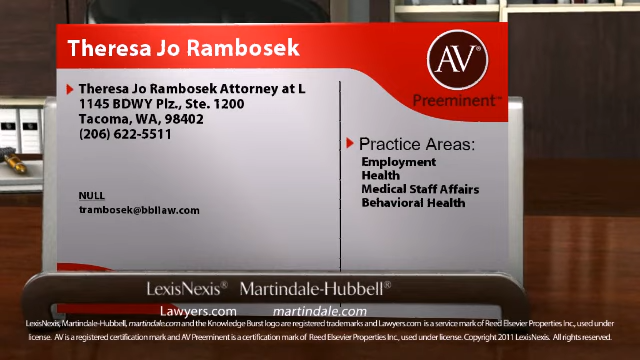 Theresa Jo Rambosek
AV®
Preeminent™
Theresa Jo Rambosek Attorney at L
1145 BDWY Plz., Ste. 1200
Tacoma, WA, 98402
(206) 622-5511
NULL
trambosek@bbllaw.com
Practice Areas:
Employment
Health
Medical Staff Affairs
Behavioral Health
LexisNexis® Martindale-Hubbell®
Lawyers.com martindale.com
LexisNexis, Martindale-Hubbell, martindale.com and the Knowledge Burst logo are registered trademarks and Lawyers.com is a service mark of Reed Elsevier Properties Inc., used under
license. AV is a registered certification mark and AV Preeminent is a certification mark of Reed Elsevier Properties Inc., used under license. Copyright 2011 LexisNexis. All rights reserved.